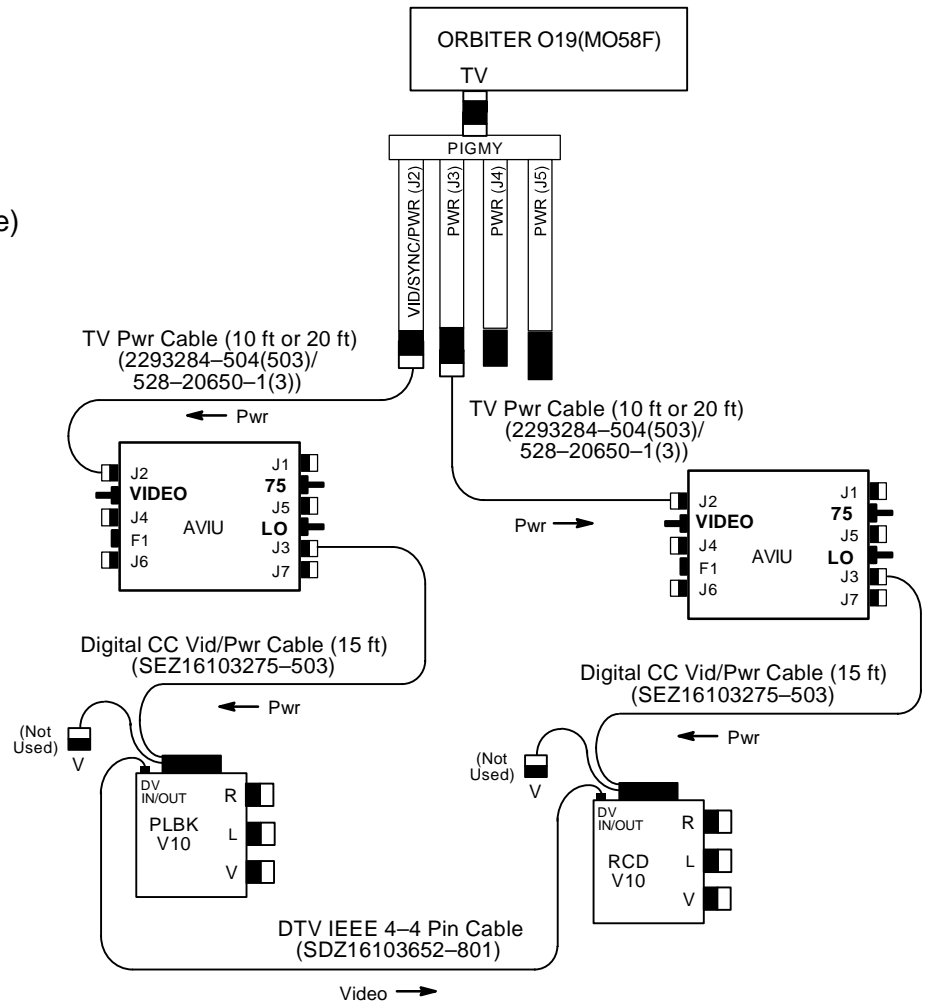 ORBITER O19(MO58F)
TV
PIGMY
VID/SYNC/PWR (J2)
PWR (J3)
PWR (J4)
PWR (J5)
e)
TV Pwr Cable (10 ft or 20 ft)
(2293284–504(503)/
528–20650–1(3))
Pwr
TV Pwr Cable (10 ft or 20 ft)
(2293284–504(503)/
528–20650–1(3))
Pwr
J2
VIDEO
J4
F1
J6
AVIU
J1
75
J5
LO
J3
J7
J2
VIDEO
J4
F1
J6
AVIU
J1
75
J5
LO
J3
J7
Digital CC Vid/Pwr Cable (15 ft)
(SEZ16103275–503)
Pwr
Digital CC Vid/Pwr Cable (15 ft)
(SEZ16103275–503)
Pwr
(Not
Used)
V
DV
IN/OUT
PLBK
V10
R
L
V
(Not
Used)
V
DV
IN/OUT
RCD
V10
R
L
V
DTV IEEE 4–4 Pin Cable
(SDZ16103652–801)
Video